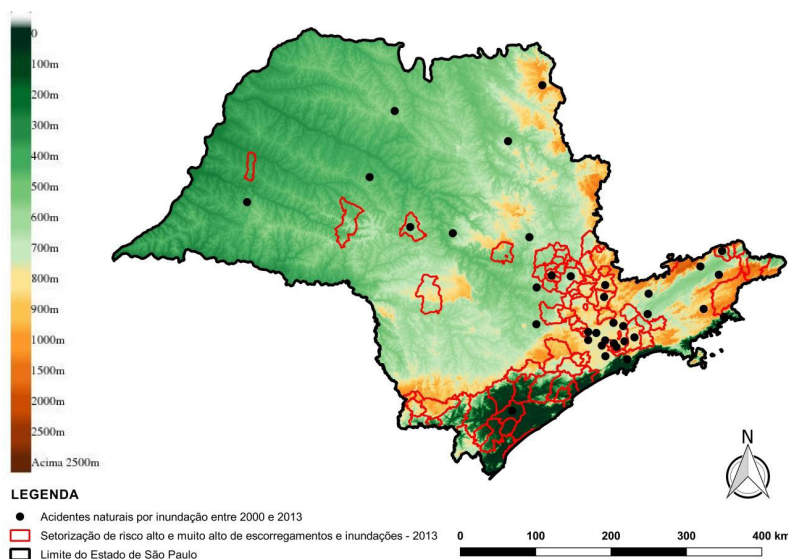 0
100m
200m
300m
400m
500m
600m
700m
800m
900m
1000m
1500m
2000m
2500m
Acima 2500m
N
LEGENDA
Acidentes naturais por inundação entre 2000 e 2013
Setorização de risco alto e muito alto de escorregamentos e inundações - 2013
Limite do Estado de São Paulo
0 100 200 300 400 km